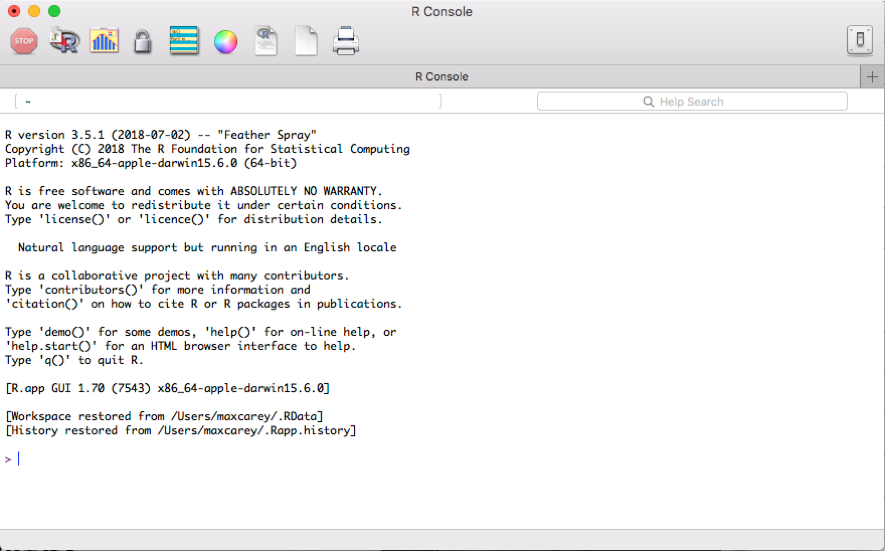 R Console
STOP
R Console
~
Help Search
R version 3.5.1 (2018-07-02) -- "Feather Spray"
Copyright (C) 2018 The R Foundation for Statistical Computing
Platform: x86_64-apple-darwin15.6.0 (64-bit)
R is free software and comes with ABSOLUTELY NO WARRANTY.
You are welcome to redistribute it under certain conditions.
Type 'license()' or 'licence()' for distribution details.
Natural language support but running in an English locale
R is a collaborative project with many contributors.
Type 'contributors()' for more information and
'citation()' on how to cite R or R packages in publications.
Type 'demo()' for some demos, 'help()' for on-line help, or
'help.start()' for an HTML browser interface to help.
Type 'q()' to quit R.
[R.app GUI 1.70 (7543) x86_64-apple-darwin15.6.0]
[Workspace restored from /Users/maxcarey/.RData]
[History restored from /Users/maxcarey/.Rapp.history]
>